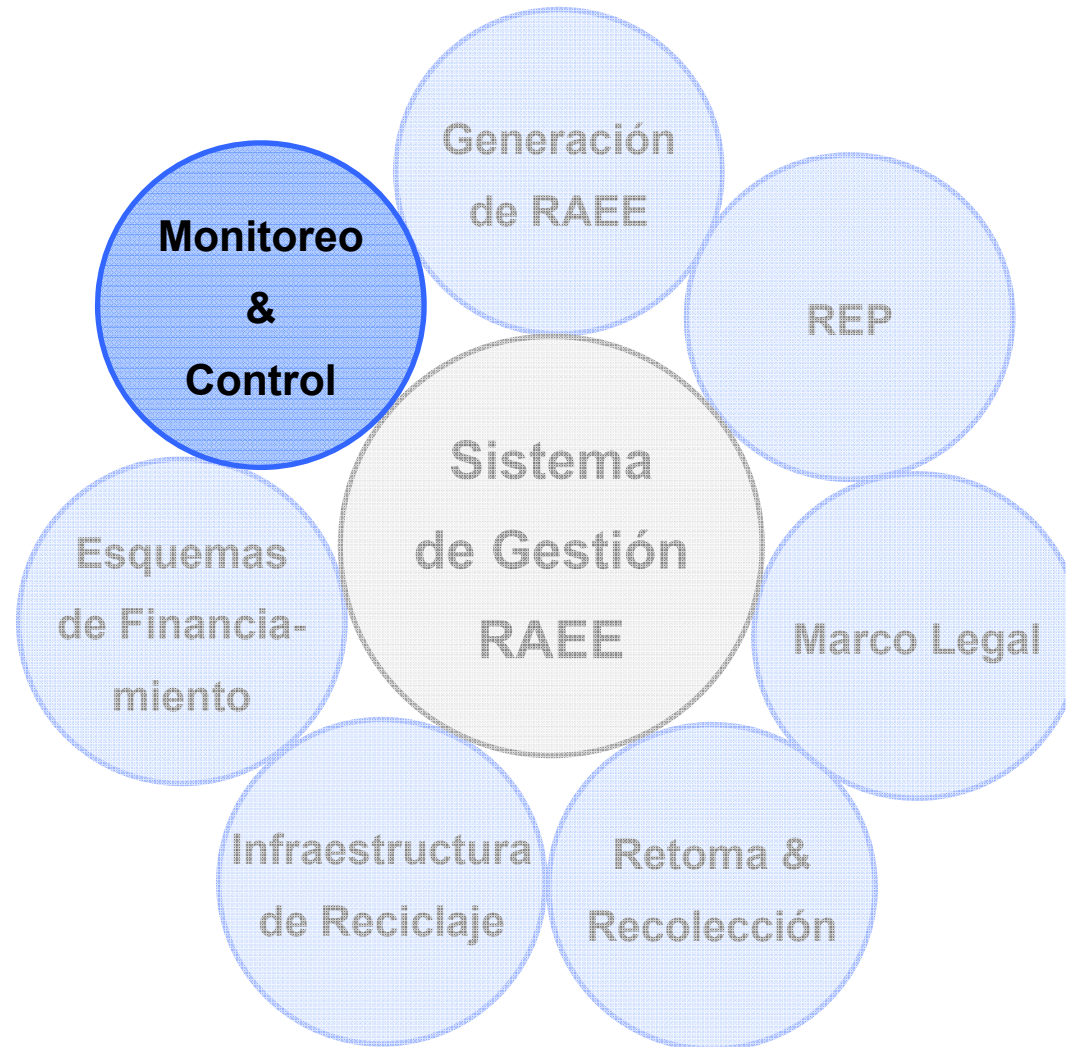 Generación
de RAEE
Monitoreo
&
Control
REP
Sistema
de Gestión
RAEE
Esquemas
de Financia-
miento
Marco Legal
Infraestructura
de Reciclaje
Retoma &
Recolección